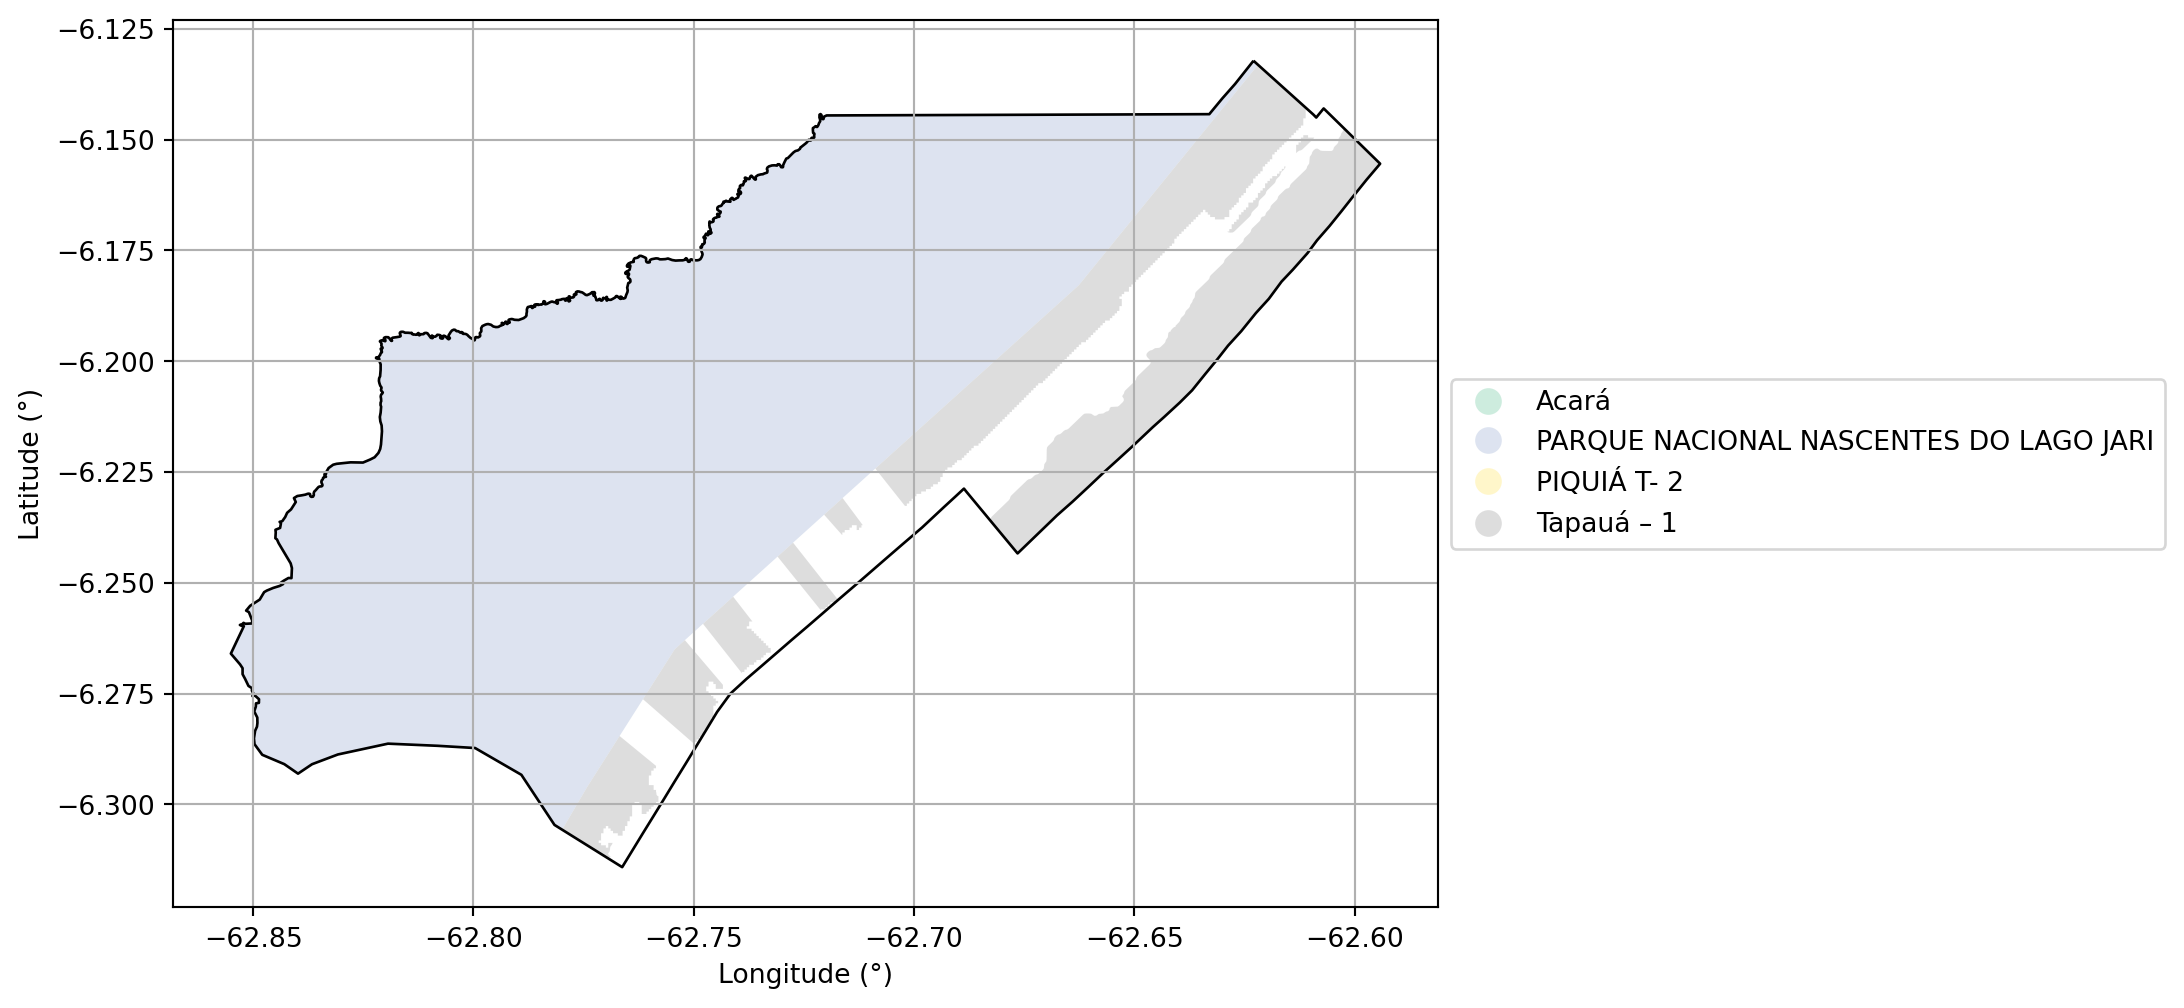 −6.125
−6.150
−6.175
−6.200
−6.225
−6.250
−6.275
−6.300
Latitude (°)
−62.85
−62.80
−62.75
−62.70
−62.65
−62.60
Longitude (°)
Acará
PARQUE NACIONAL NASCENTES DO LAGO JARI
PIQUIÁ T- 2
Tapauá – 1